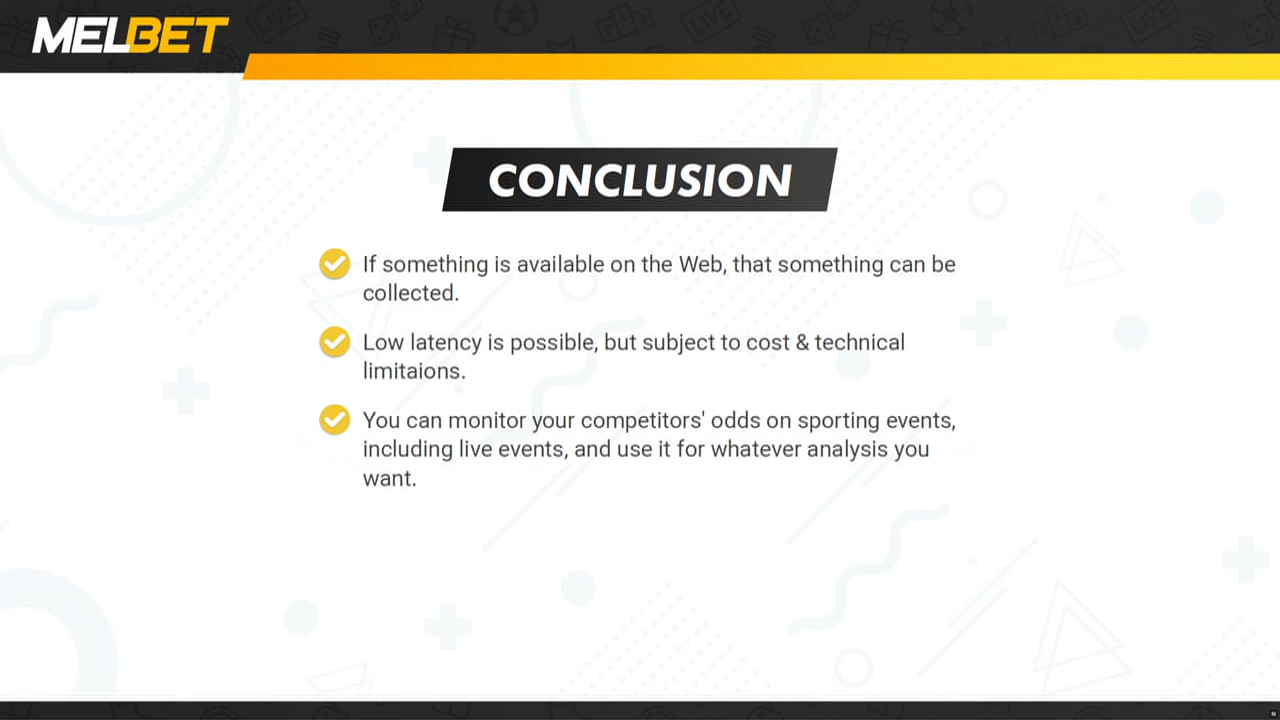 MELBET
CONCLUSION
If something is available on the Web, that something can be
collected.
Low latency is possible, but subject to cost & technical
limitaions.
You can monitor your competitors' odds on sporting events,
including live events, and use it for whatever analysis you
want.